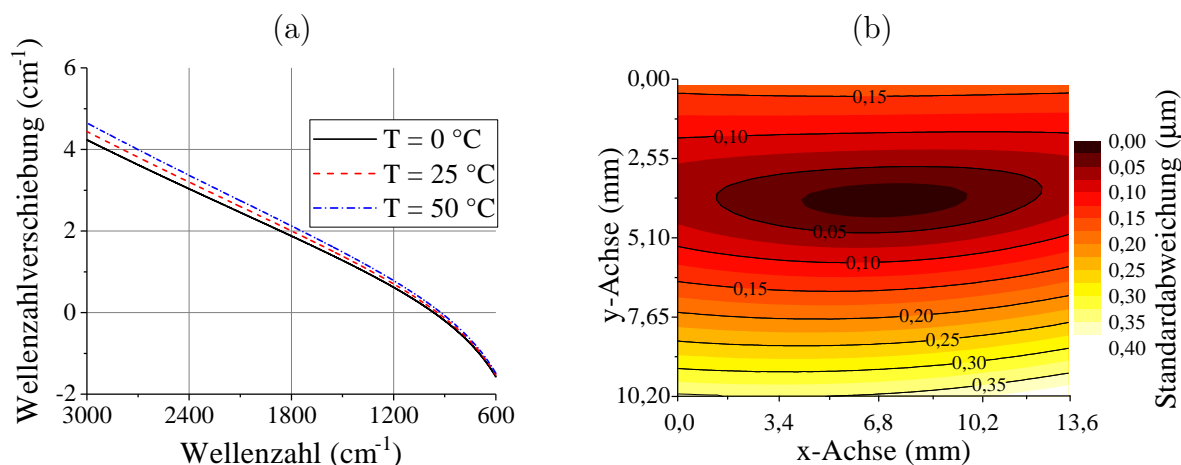 (a)
Wellenzahlverschiebung (cm-1)
6
4
2
0
-2
3000 2400 1800 1200 600
Wellenzahl (cm-1)
T = 0 °C
T = 25 °C
T = 50 °C
(b)
y-Achse (mm)
0,00
2,55
5,10
7,65
10,20
0,0 3,4 6,8 10,2 13,6
x-Achse (mm)
0,15
0,10
0,05
0,10
0,15
0,20
0,25
0,30
0,35
0,00
0,05
0,10
0,15
0,20
0,25
0,30
0,35
0,40
Standardabweichung (µm)